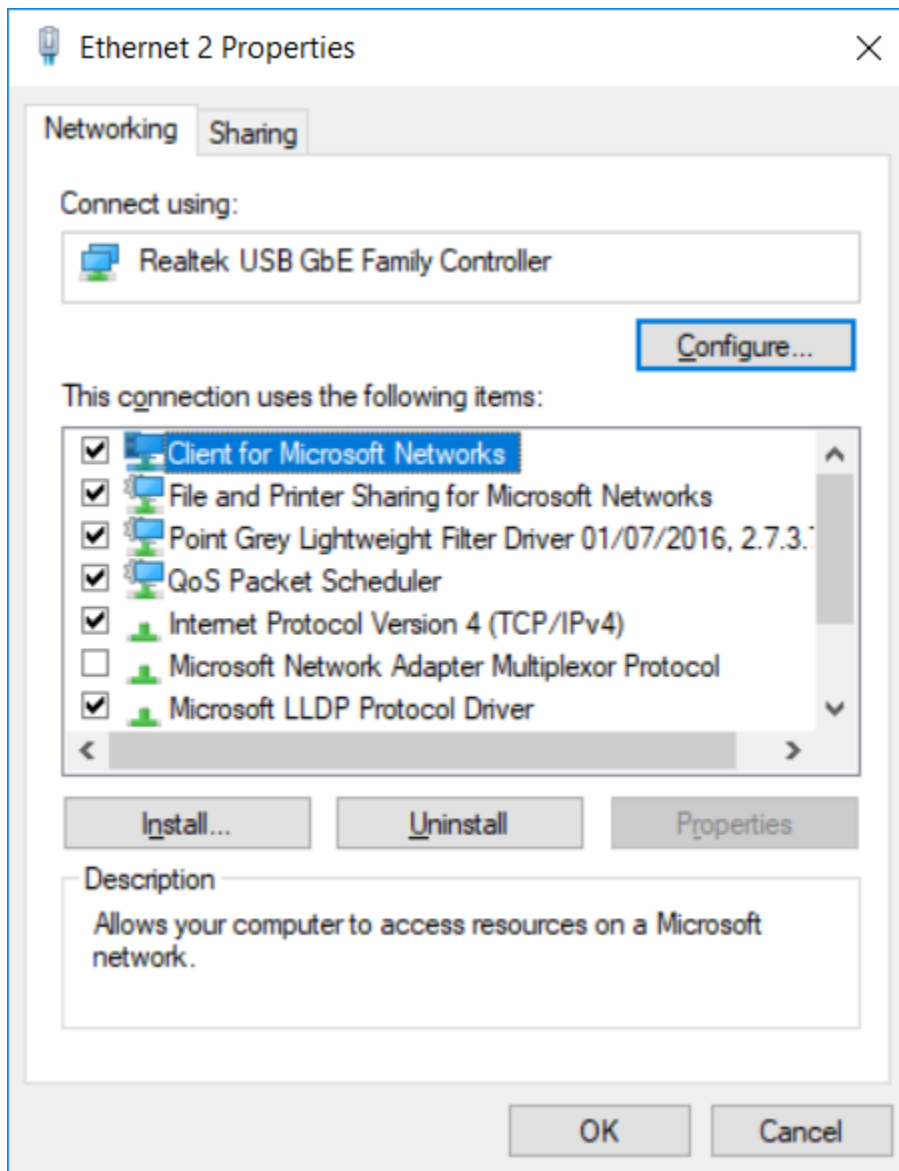 Ethernet 2 Properties
Networking
Sharing
Connect using:
Realtek USB GbE Family Controller
Configure...
This connection uses the following items:
Client for Microsoft Networks
File and Printer Sharing for Microsoft Networks
Point Grey Lightweight Filter Driver 01/07/2016, 2.7.3.
QoS Packet Scheduler
Internet Protocol Version 4 (TCP/IPv4)
Microsoft Network Adapter Multiplexor Protocol
Microsoft LLDP Protocol Driver
Install...
Uninstall
Properties
Description
Allows your computer to access resources on a Microsoft
network.
OK
Cancel